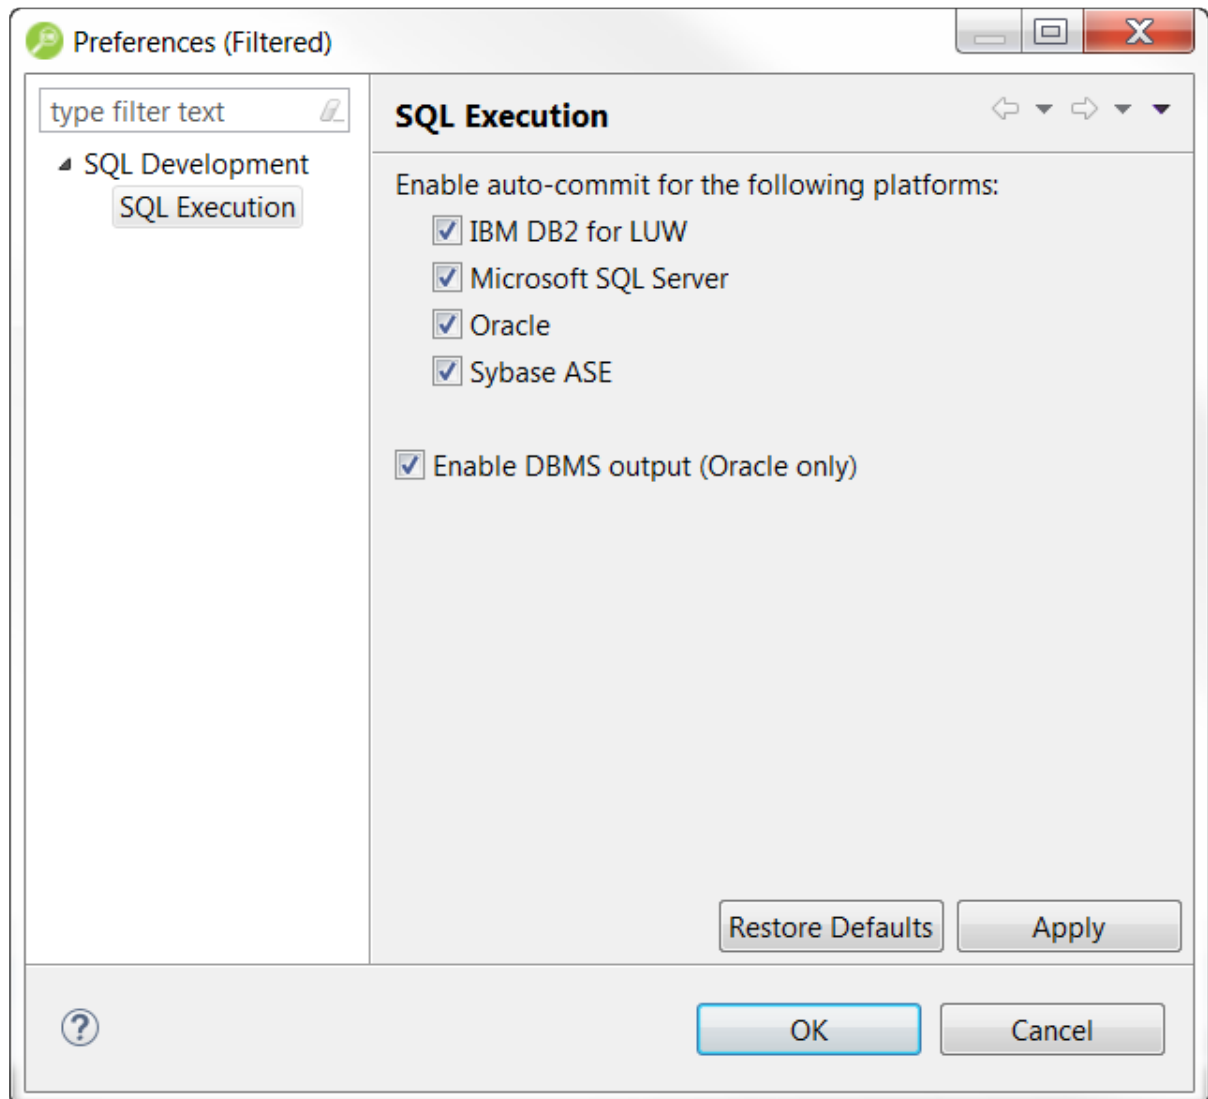 Preferences (Filtered)
type filter text
SQL Development
SQL Execution
SQL Execution
Enable auto-commit for the following platforms:
IBM DB2 for LUW
Microsoft SQL Server
Oracle
Sybase ASE
Enable DBMS output (Oracle only)
Restore Defaults
Apply
?
OK
Cancel